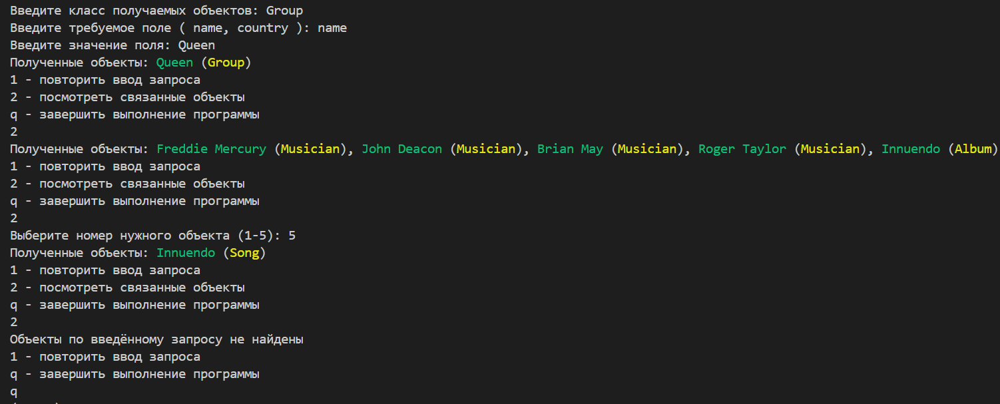 Введите класс получаемых объектов: Group
Введите требуемое поле ( name, country ): name
Введите значение поля: Queen
Полученные объекты: Queen (Group)
1 - повторить ввод запроса
2 - посмотреть связанные объекты
q - завершить выполнение программы
2
Полученные объекты: Freddie Mercury (Musician), John Deacon (Musician), Brian May (Musician), Roger Taylor (Musician), Innuendo (Album)
1 - повторить ввод запроса
2 - посмотреть связанные объекты
q - завершить выполнение программы
2
Выберите номер нужного объекта (1-5): 5
Полученные объекты: Innuendo (Song)
1 - повторить ввод запроса
2 - посмотреть связанные объекты
q - завершить выполнение программы
2
Объекты по введённому запросу не найдены
1 - повторить ввод запроса
q - завершить выполнение программы
q